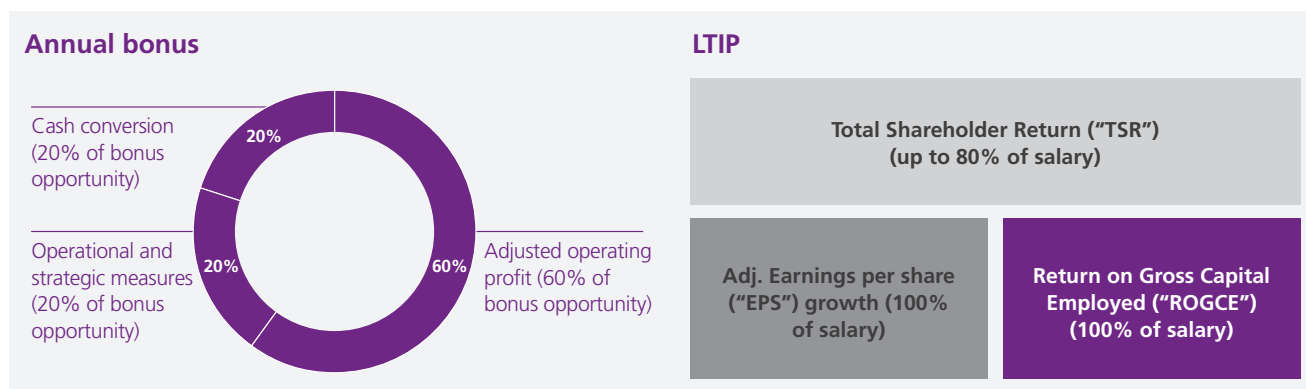 Annual bonus
Cash conversion
(20% of bonus
opportunity)
20%
Operational and
strategic measures
(20% of bonus
opportunity)
20%
60%
Adjusted operating
profit (60% of
bonus opportunity)
LTIP
Total Shareholder Return (“TSR”)
(up to 80% of salary)
Adj. Earnings per share
(“EPS”) growth (100%
of salary)
Return on Gross Capital
Employed (“ROGCE”)
(100% of salary)